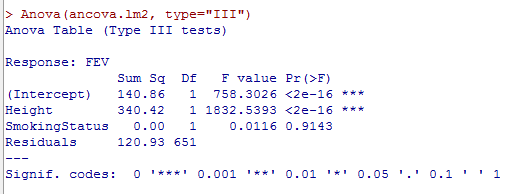 > Anova(ancova.lm2, type="III")
Anova Table (Type III tests)
Response: FEV
Sum Sq Df F value Pr(>F)
(Intercept) 140.86 1 758.3026 <2e-16 ***
Height 340.42 1 1832.5393 <2e-16 ***
SmokingStatus 0.00 1 0.0116 0.9143
Residuals 120.93 651
---
Signif. codes: 0 '***' 0.001 '**' 0.01 '*' 0.05 '.' 0.1 ' ' 1